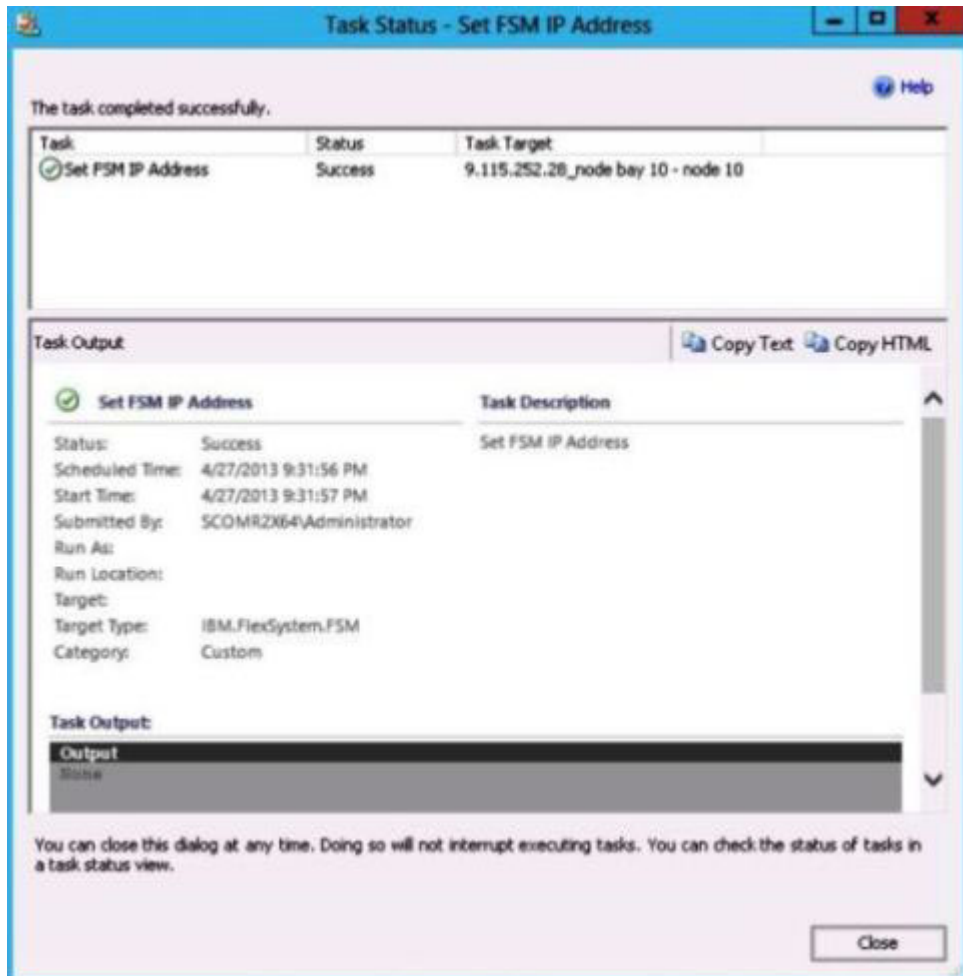 Task Status - Set FSM IP Address
Help
The task completed successfully.
Task Status Task Target
Set FSM IP Address Success 9.115.252.28_node bay 10 - node 10
Task Output Copy Text Copy HTML
Set FSM IP Address Task Description
Status: Success Set FSM IP Address
Scheduled Time: 4/27/2013 9:31:56 PM
Start Time: 4/27/2013 9:31:57 PM
Submitted By: SCOMR2X64\Administrator
Run As:
Run Location:
Target:
Target Type: IBM.FlexSystem.FSM
Category: Custom
Task Output:
Output
None
You can close this dialog at any time. Doing so will not interrupt executing tasks. You can check the status of tasks in
a task status view.
Close